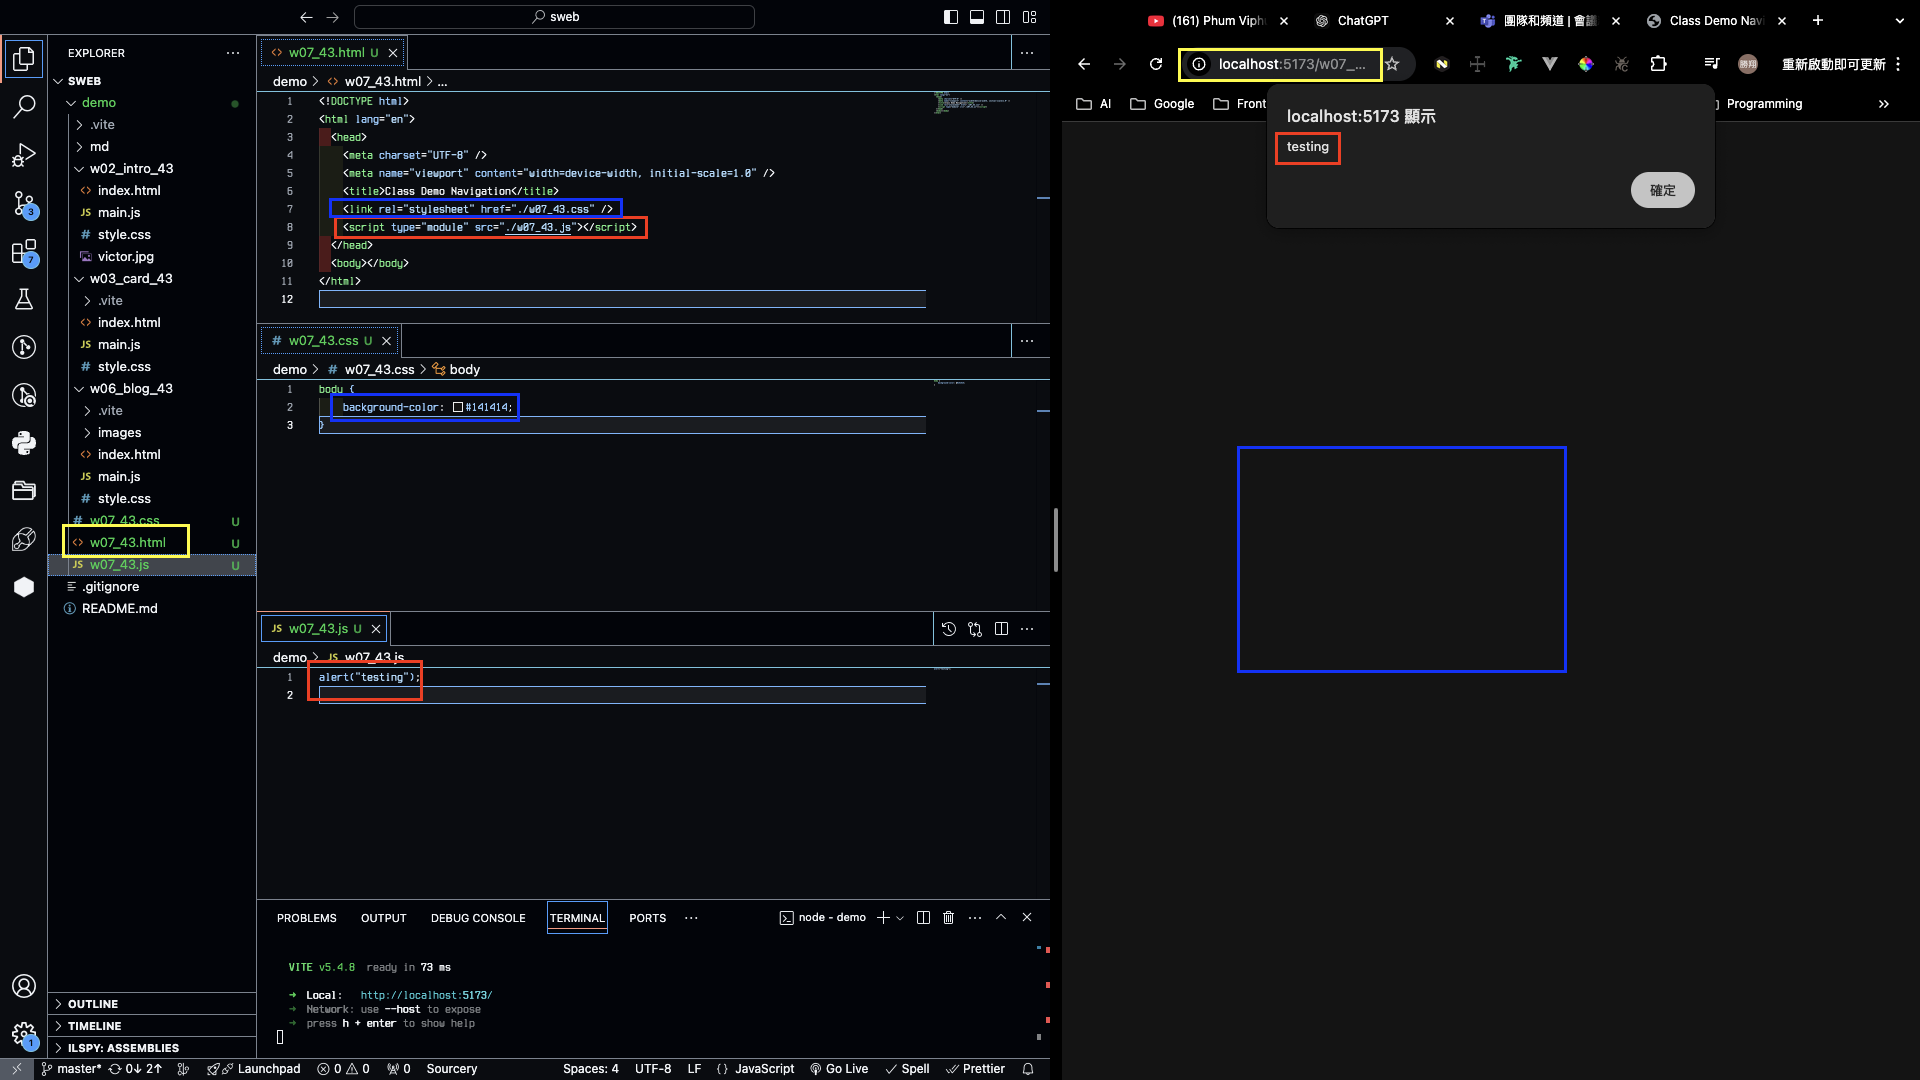 sweb
EXPLORER
SWEB
demo
.vite
md
w02_intro_43
index.html
main.js
style.css
victor.jpg
w03_card_43
.vite
index.html
main.js
style.css
w06_blog_43
.vite
images
index.html
main.js
style.css
w07_43.css U
w07_43.html U
w07_43.js U
.gitignore
README.md
OUTLINE
TIMELINE
ILSPY: ASSEMBLIES
3
7
1
w07_43.html U
demo > w07_43.html > ...
1 <!DOCTYPE html>
2 <html lang="en">
3 <head>
4 <meta charset="UTF-8" />
5 <meta name="viewport" content="width=device-width, initial-scale=1.0" />
6 <title>Class Demo Navigation</title>
7 <link rel="stylesheet" href="./w07_43.css" />
8 <script type="module" src="./w07_43.js"></script>
9 </head>
10 <body></body>
11 </html>
12
# w07_43.css U
demo > # w07_43.css > body
1 body {
2 background-color: #141414;
3 }
JS w07_43.js U
demo > JS w07_43.js
1 alert("testing");
2
PROBLEMS OUTPUT DEBUG CONSOLE TERMINAL PORTS ...
node - demo
VITE v5.4.8 ready in 73 ms
➜ Local: http://localhost:5173/
➜ Network: use --host to expose
➜ press h + enter to show help
master* 0↓ 2↑ Launchpad 0 0 0 Sourcery Spaces: 4 UTF-8 LF {} JavaScript Go Live Spell Prettier
(161) Phum Viph
ChatGPT
團隊和頻道 | 會議
Class Demo Navi
localhost:5173/w07_...
勝翔
重新啟動即可更新
AI
Google
Front
Programming
localhost:5173 顯示
testing
確定